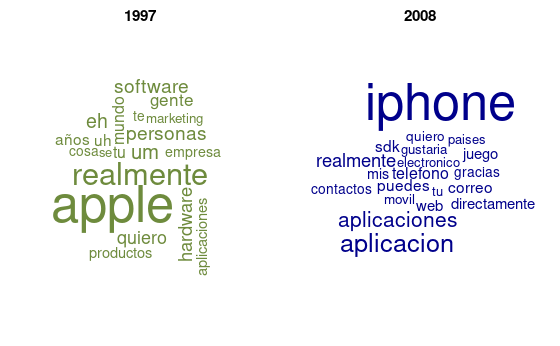 1997
software
gente
mundo
te marketing
eh
personas
años uh
cosa se tu um empresa
realmente
apple
hardware
aplicaciones
quiero
productos
2008
iphone
quiero paises
sdk gustaria juego
realmente electronico
mis telefono gracias
contactos puedes tu correo
movil web directamente
aplicaciones
aplicacion